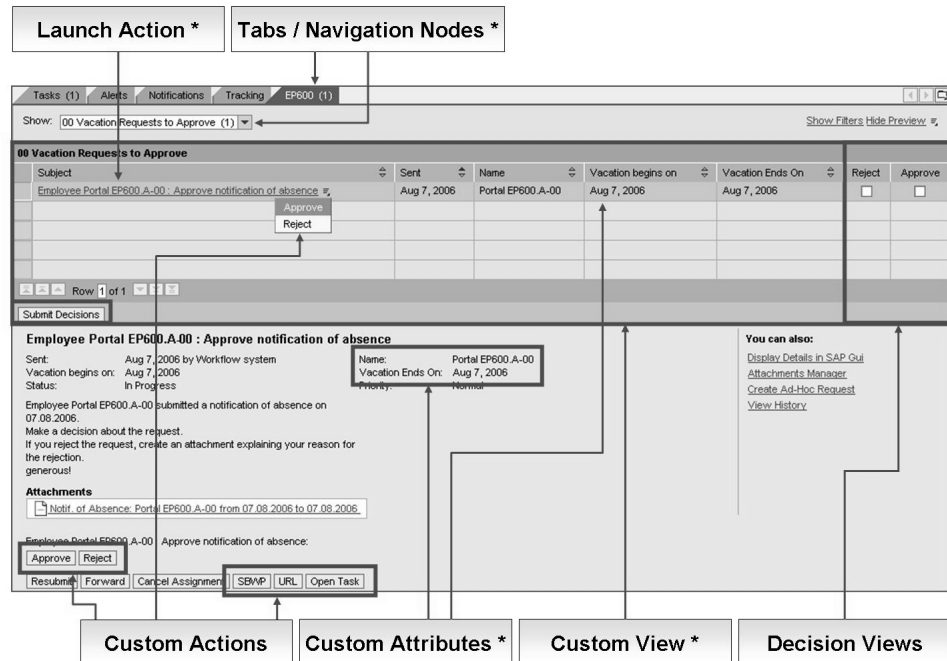 Launch Action *
Tabs / Navigation Nodes *
Tasks (1) Alerts Notifications Tracking EP600 (1)
Show: 00 Vacation Requests to Approve (1) Show Filters Hide Preview
00 Vacation Requests to Approve
Subject Sent Name Vacation begins on Vacation Ends On Reject Approve
Employee Portal EP600.A-00 : Approve notification of absence Aug 7, 2006 Portal EP600.A-00 Aug 7, 2006 Aug 7, 2006
Approve
Reject
Row 1 of 1
Submit Decisions
Employee Portal EP600.A-00 : Approve notification of absence
Sent: Aug 7, 2006 by Workflow system
Vacation begins on: Aug 7, 2006
Status: In Progress
Name: Portal EP600.A-00
Vacation Ends On: Aug 7, 2006
Priority: Normal
You can also:
Display Details in SAP Gui
Attachments Manager
Create Ad-Hoc Request
View History
Employee Portal EP600.A-00 submitted a notification of absence on
07.08.2006.
Make a decision about the request.
If you reject the request, create an attachment explaining your reason for
the rejection.
generous!
Attachments
Notif. of Absence: Portal EP600.A-00 from 07.08.2006 to 07.08.2006
Employee Portal EP600.A-00 Approve notification of absence:
Approve Reject
Resubmit Forward Cancel Assignment SBWP URL Open Task
Custom Actions
Custom Attributes *
Custom View *
Decision Views